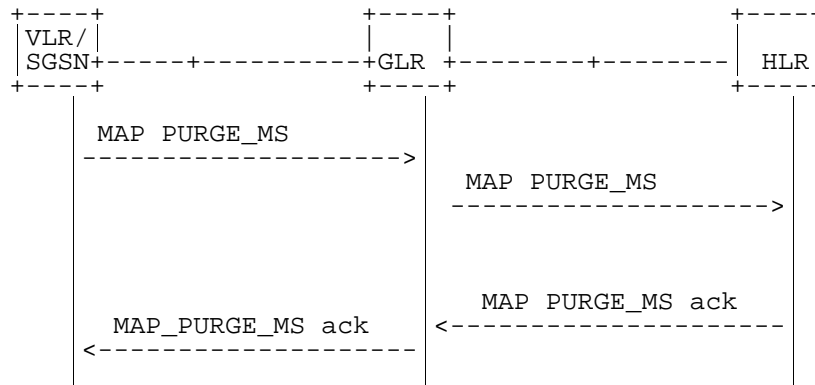 VLR/
SGSN GLR HLR
MAP PURGE_MS
MAP PURGE_MS
MAP PURGE_MS ack
MAP_PURGE_MS ack